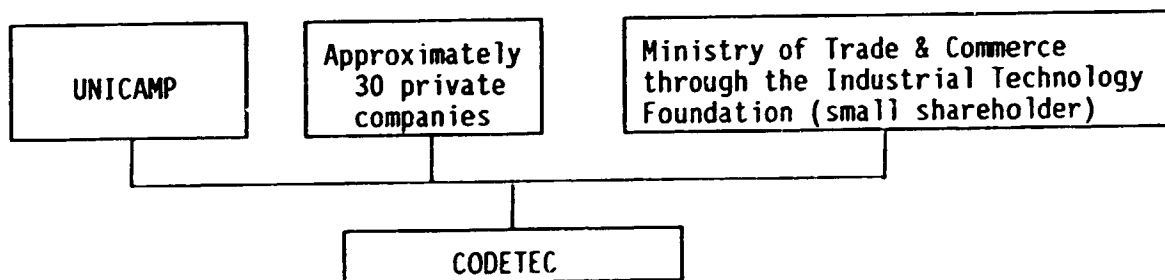 UNICAMP
Approximately
30 private
companies
Ministry of Trade & Commerce
through the Industrial Technology
Foundation (small shareholder)
CODETEC